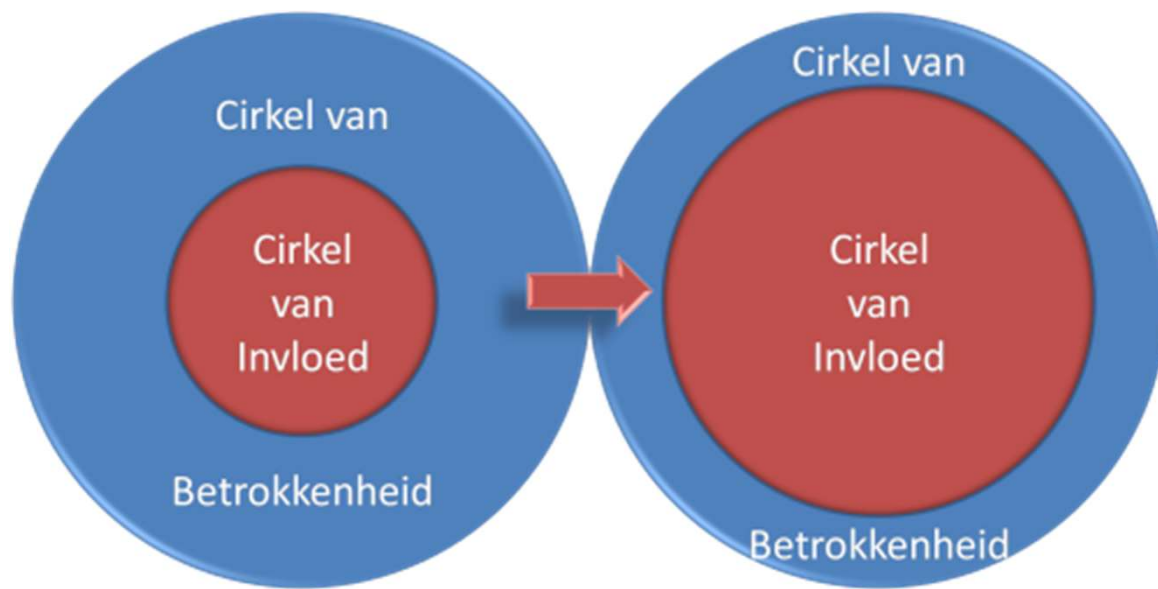 Cirkel van
Cirkel
van
Invloed
Betrokkenheid
Cirkel van
Cirkel
van
Invloed
Betrokkenheid